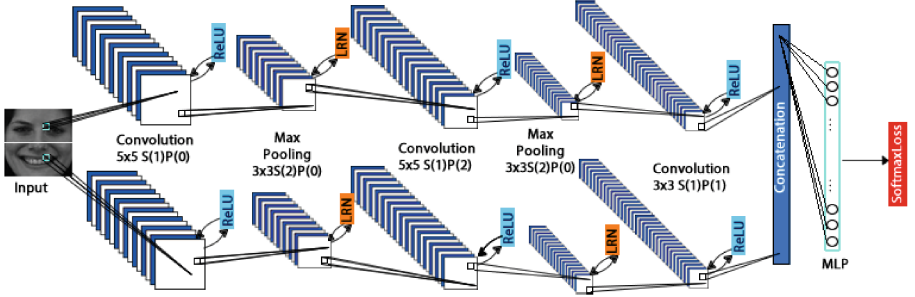 ReLU
LRN
ReLU
LRN
ReLU
Convolution
5x5 S(1)P(0)
Max
Pooling
3x3S(2)P(0)
Convolution
5x5 S(1)P(2)
Max
Pooling
3x3S(2)P(0)
Convolution
3x3 S(1)P(1)
Input
Concatenation
...
...
MLP
SoftmaxLoss
ReLU
LRN
ReLU
LRN
ReLU